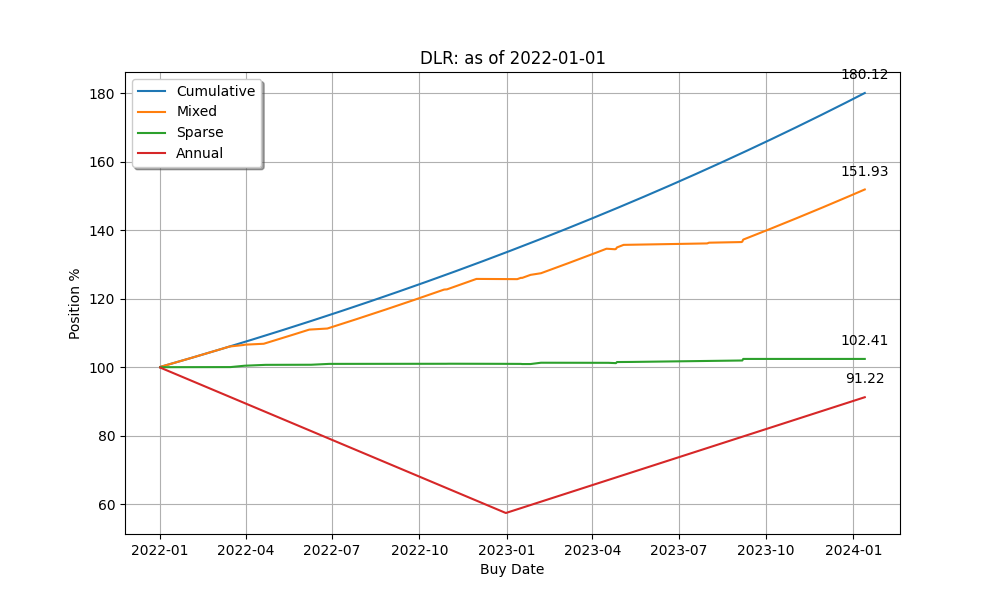 DLR: as of 2022-01-01
180.12
151.93
102.41
91.22
Cumulative
Mixed
Sparse
Annual
180
160
140
120
100
80
60
Position %
2022-01
2022-04
2022-07
2022-10
2023-01
2023-04
2023-07
2023-10
2024-01
Buy Date